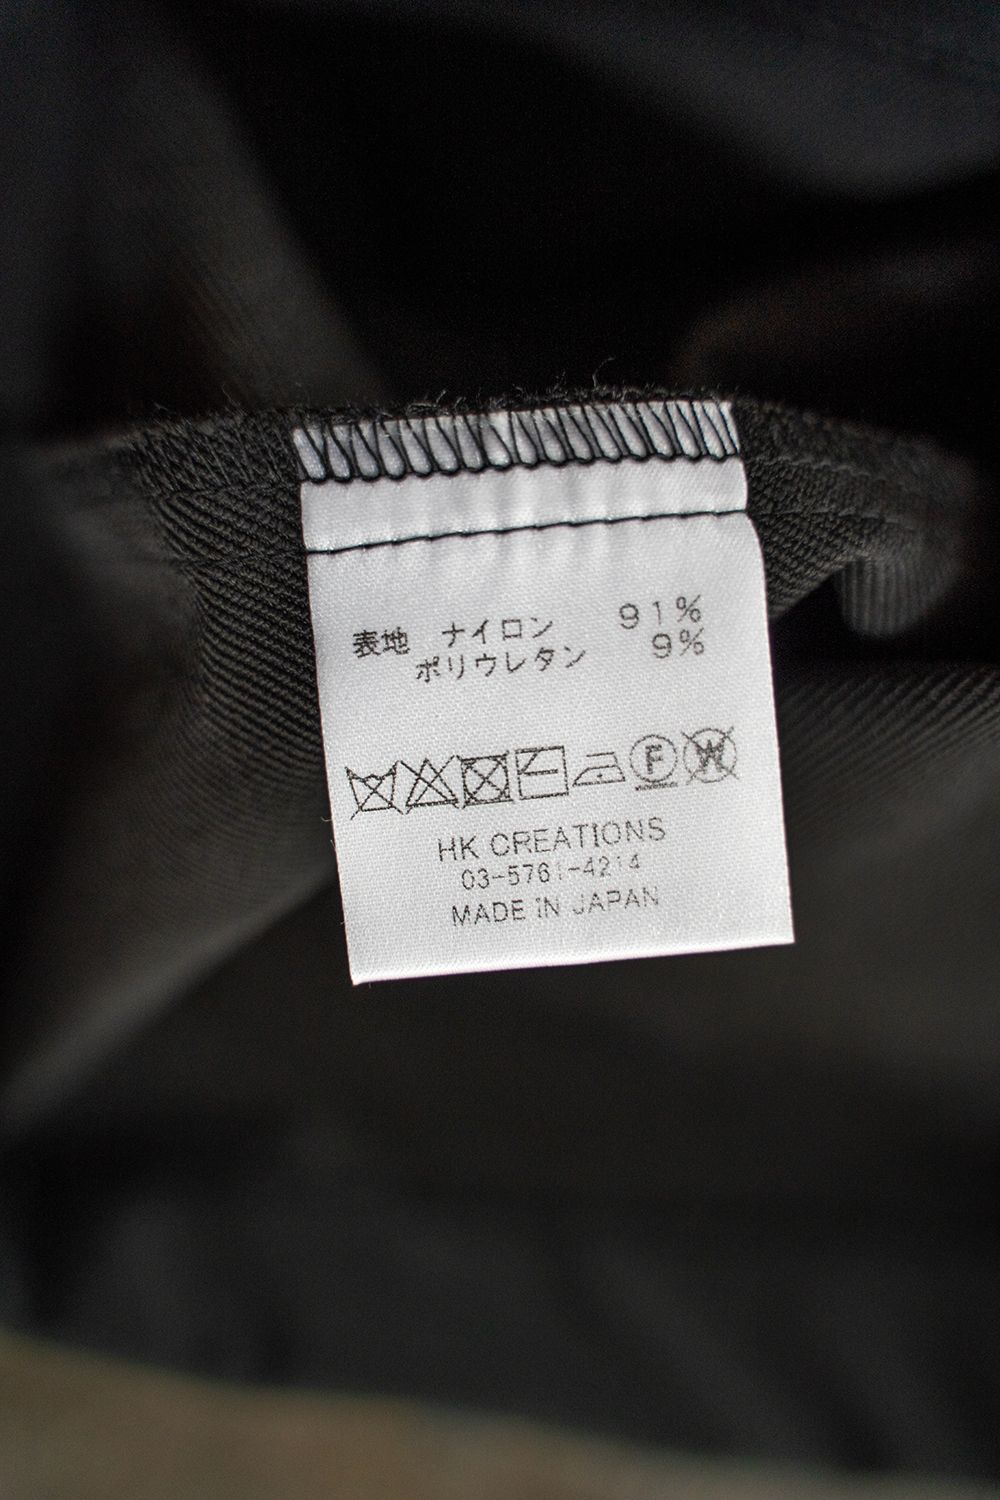 表地 ナイロン 91%
ポリウレタン 9%
F W
HK CREATIONS
03-5761-4214
MADE IN JAPAN